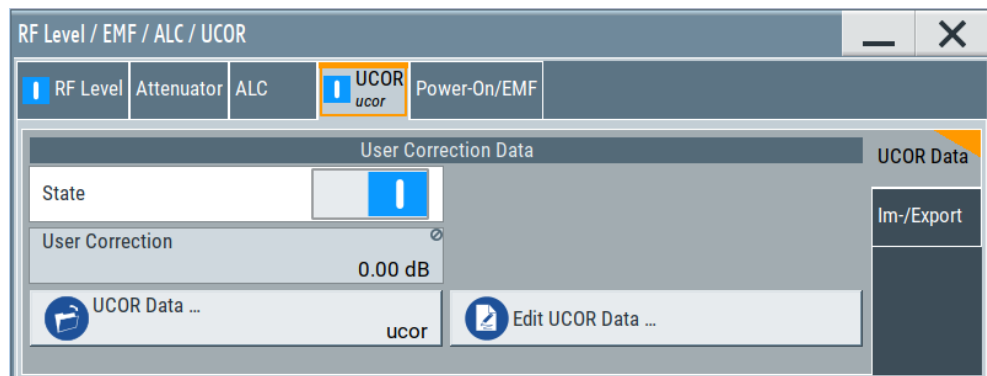 RF Level / EMF / ALC / UCOR
RF Level Attenuator ALC UCOR Power-On/EMF
ucor
User Correction Data
UCOR Data
State
Im-/Export
User Correction
0.00 dB
UCOR Data ...
ucor
Edit UCOR Data ...